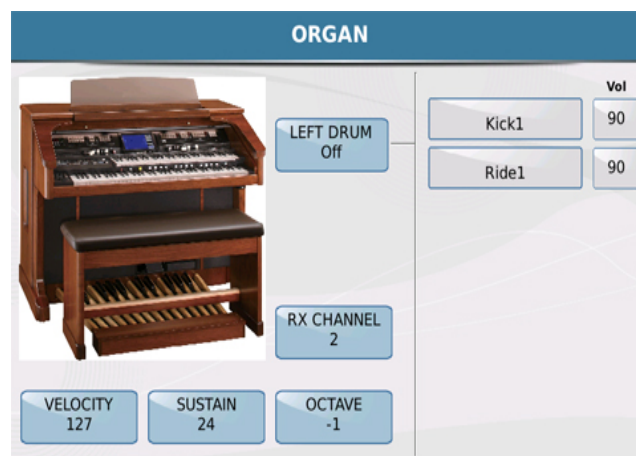 ORGAN
Vol
LEFT DRUM
Off
Kick1
90
Ride1
90
RX CHANNEL
2
VELOCITY
127
SUSTAIN
24
OCTAVE
-1